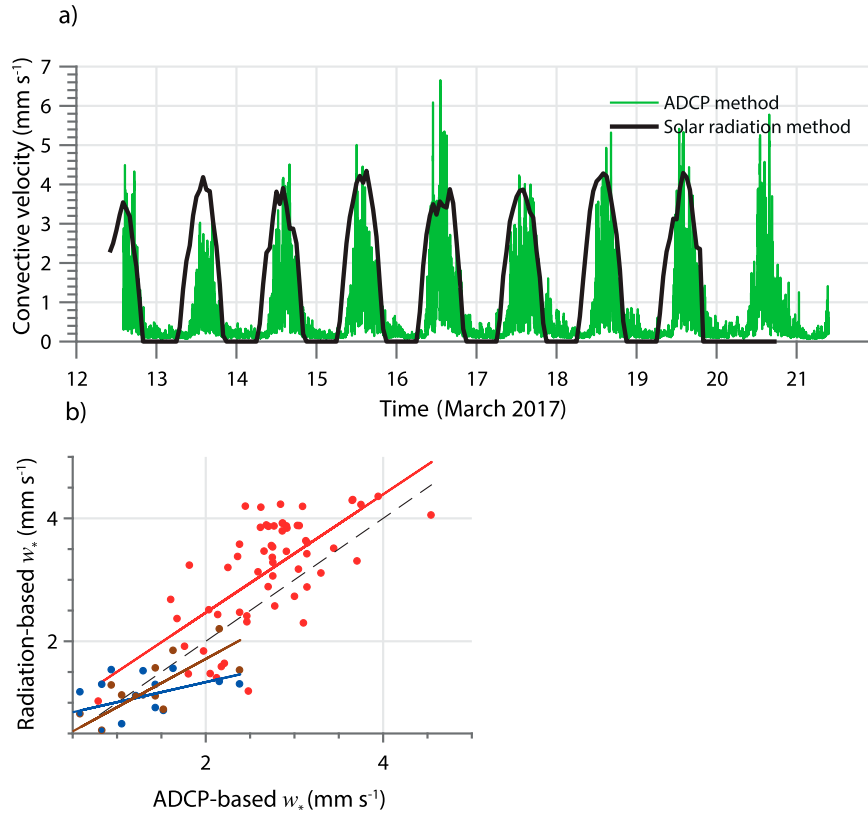 a)
Convective velocity (mm s⁻¹)
7
6
5
4
3
2
1
0
ADCP method
Solar radiation method
12 13 14 15 16 17 18 19 20 21
Time (March 2017)
b)
Radiation-based w* (mm s⁻¹)
4
2
2 4
ADCP-based w* (mm s⁻¹)